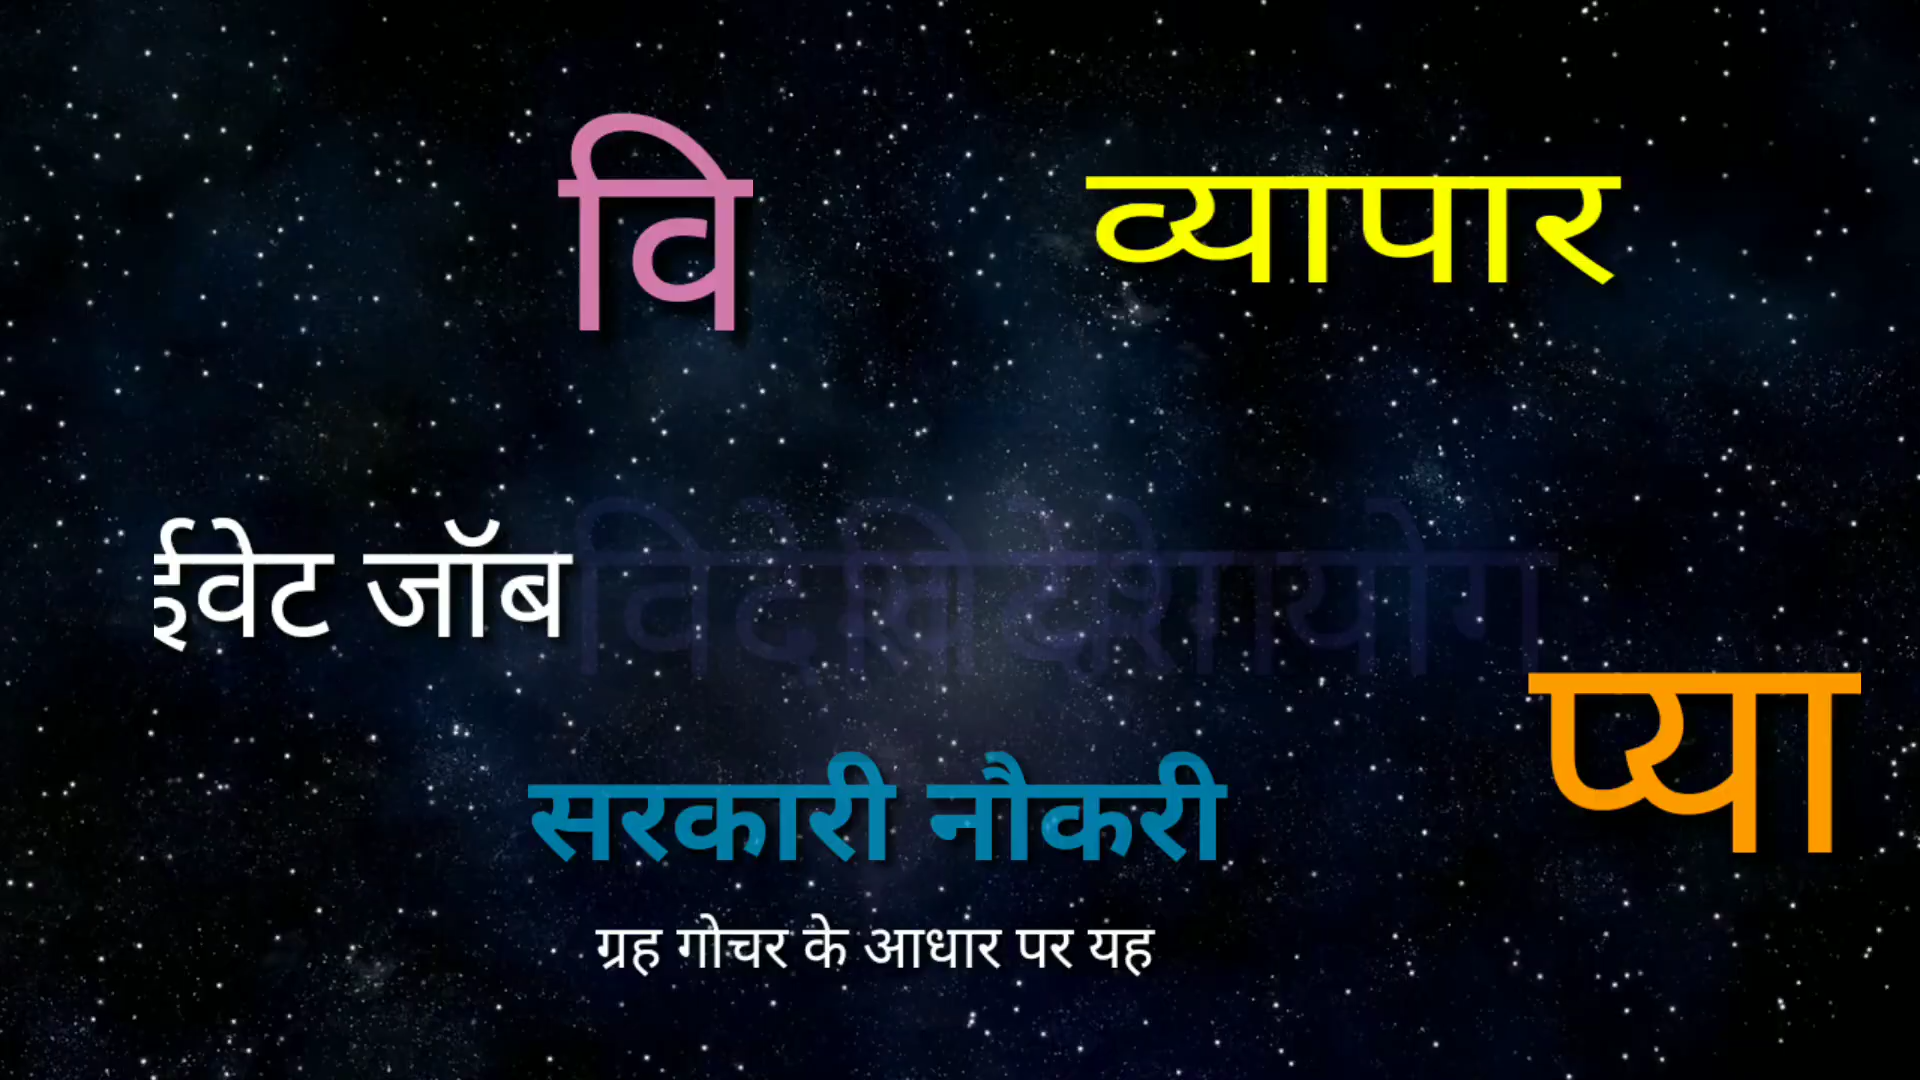 वि
व्यापार
ईवेट जॉब
प्या
सरकारी नौकरी
ग्रह गोचर के आधार पर यह